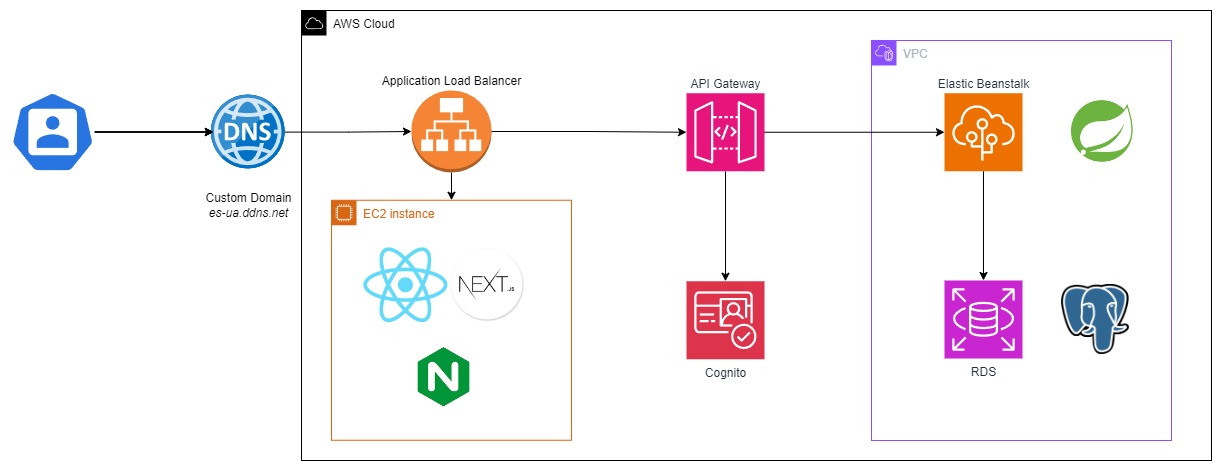 AWS Cloud
VPC
Application Load Balancer
API Gateway
Elastic Beanstalk
DNS
</>
Custom Domain
es-ua.ddns.net
EC2 instance
NEXT.JS
N
Cognito
RDS